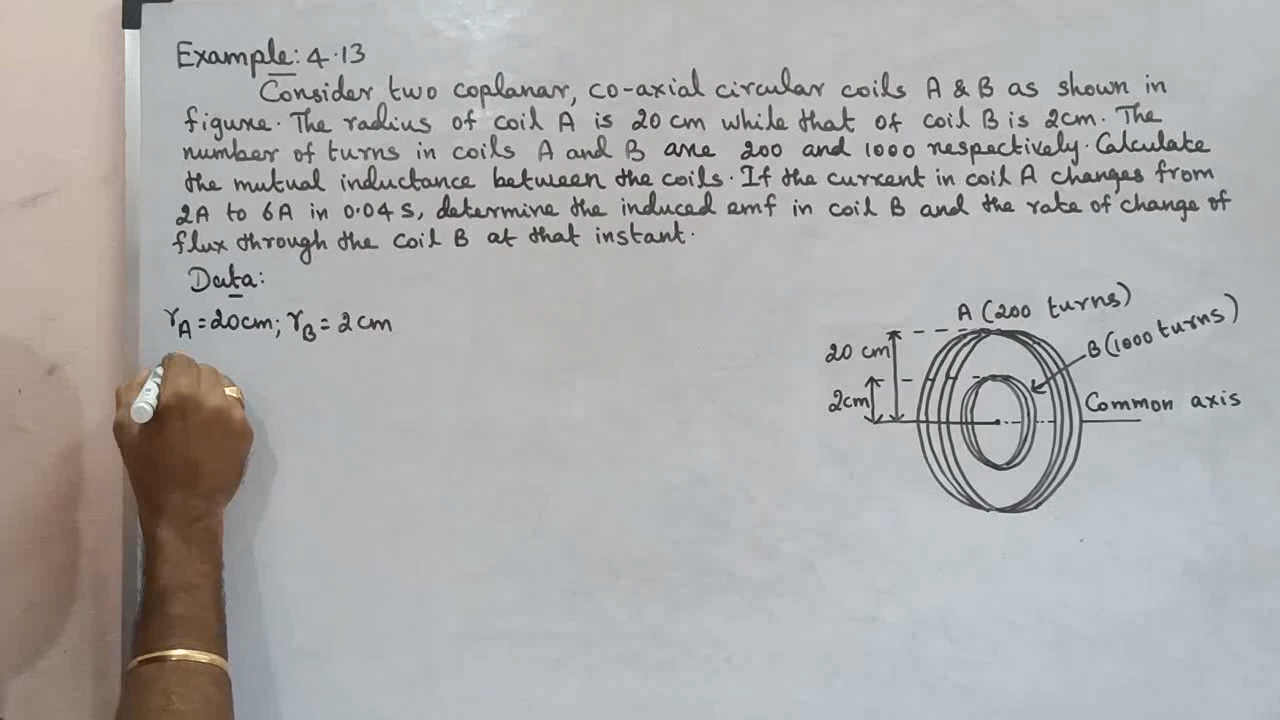 Example: 4.13
Consider two coplanar, co-axial circular coils A & B as shown in
figure. The radius of coil A is 20 cm while that of coil B is 2cm. The
number of turns in coils A and B are 200 and 1000 respectively. Calculate
the mutual inductance between the coils. If the current in coil A changes from
2A to 6A in 0.04 s, determine the induced emf in coil B and the rate of change of
flux through the coil B at that instant.
Data:
rA = 20cm; rB = 2 cm
A (200 turns)
B (1000 turns)
20 cm
2cm
Common axis